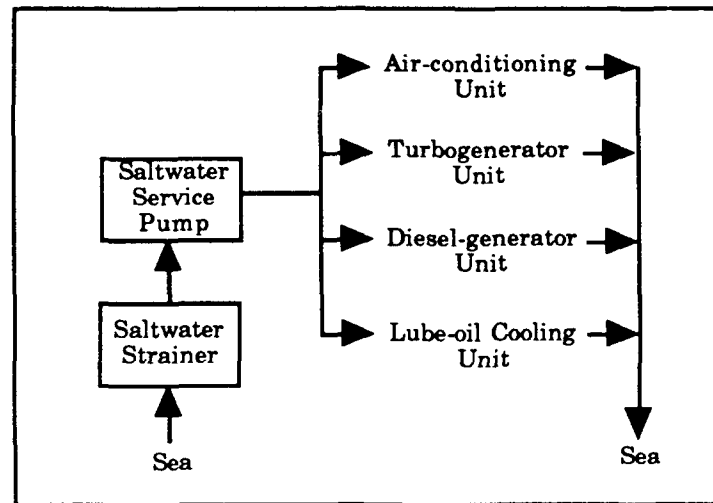 Air-conditioning
Unit
Turbogenerator
Unit
Saltwater
Service
Pump
Diesel-generator
Unit
Saltwater
Strainer
Lube-oil Cooling
Unit
Sea
Sea